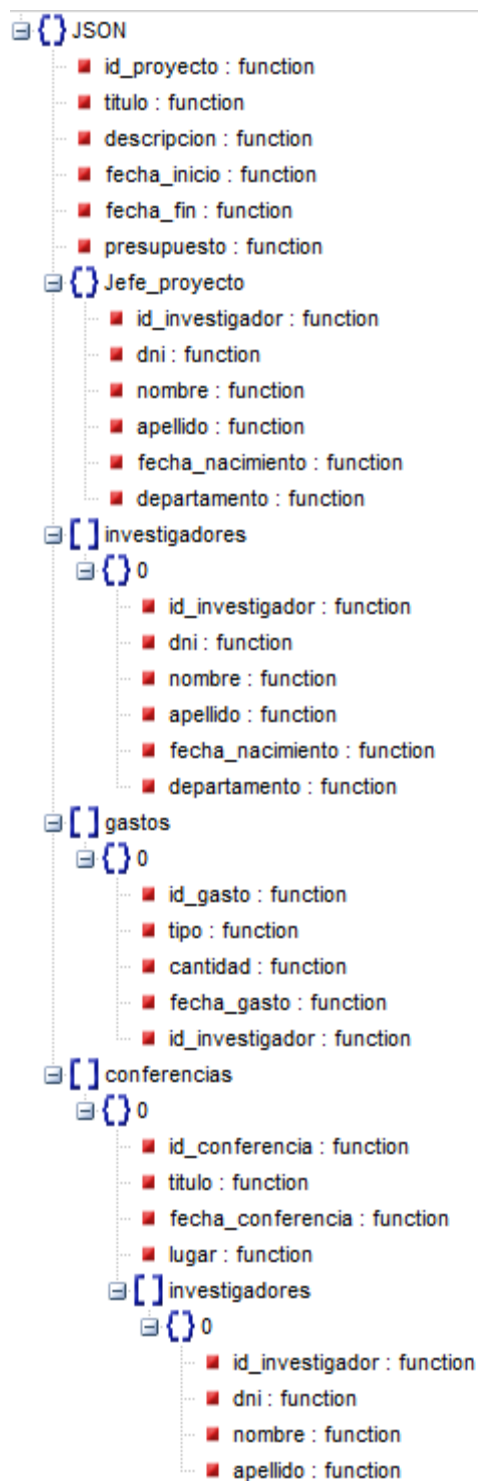 JSON
id_proyecto : function
titulo : function
descripcion : function
fecha_inicio : function
fecha_fin : function
presupuesto : function
Jefe_proyecto
id_investigador : function
dni : function
nombre : function
apellido : function
fecha_nacimiento : function
departamento : function
investigadores
0
id_investigador : function
dni : function
nombre : function
apellido : function
fecha_nacimiento : function
departamento : function
gastos
0
id_gasto : function
tipo : function
cantidad : function
fecha_gasto : function
id_investigador : function
conferencias
0
id_conferencia : function
titulo : function
fecha_conferencia : function
lugar : function
investigadores
0
id_investigador : function
dni : function
nombre : function
apellido : function